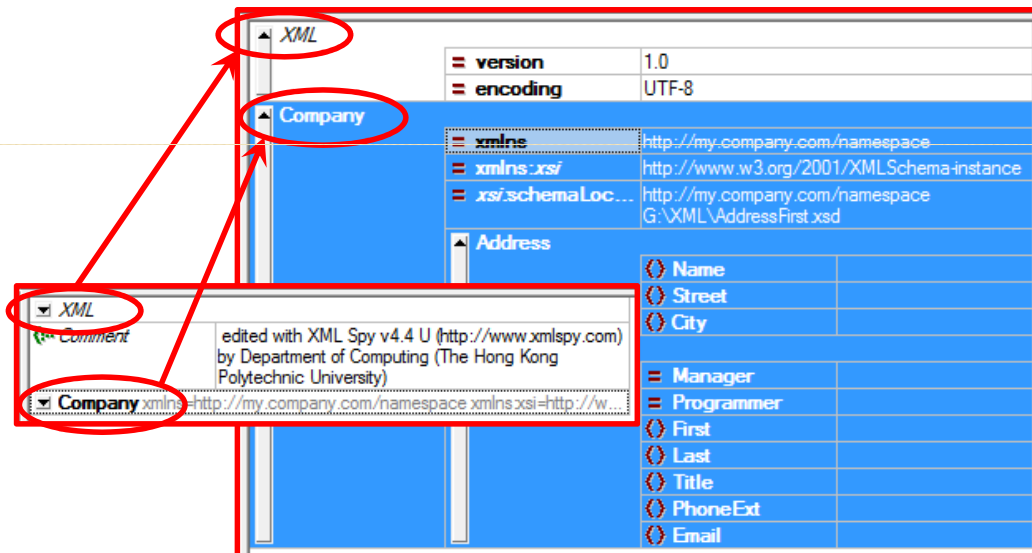 XML
= version 1.0
= encoding UTF-8
Company
= xmlns http://my.company.com/namespace
= xmlns:xsi http://www.w3.org/2001/XMLSchema-instance
= xsi:schemaLoc... http://my.company.com/namespace
G:\XML\AddressFirst.xsd
Address
Name
Street
City
= Manager
= Programmer
First
Last
Title
PhoneExt
Email
XML
Comment edited with XML Spy v4.4 U (http://www.xmlspy.com)
by Department of Computing (The Hong Kong
Polytechnic University)
Company xmlns=http://my.company.com/namespace xmlns:xsi=http://w...